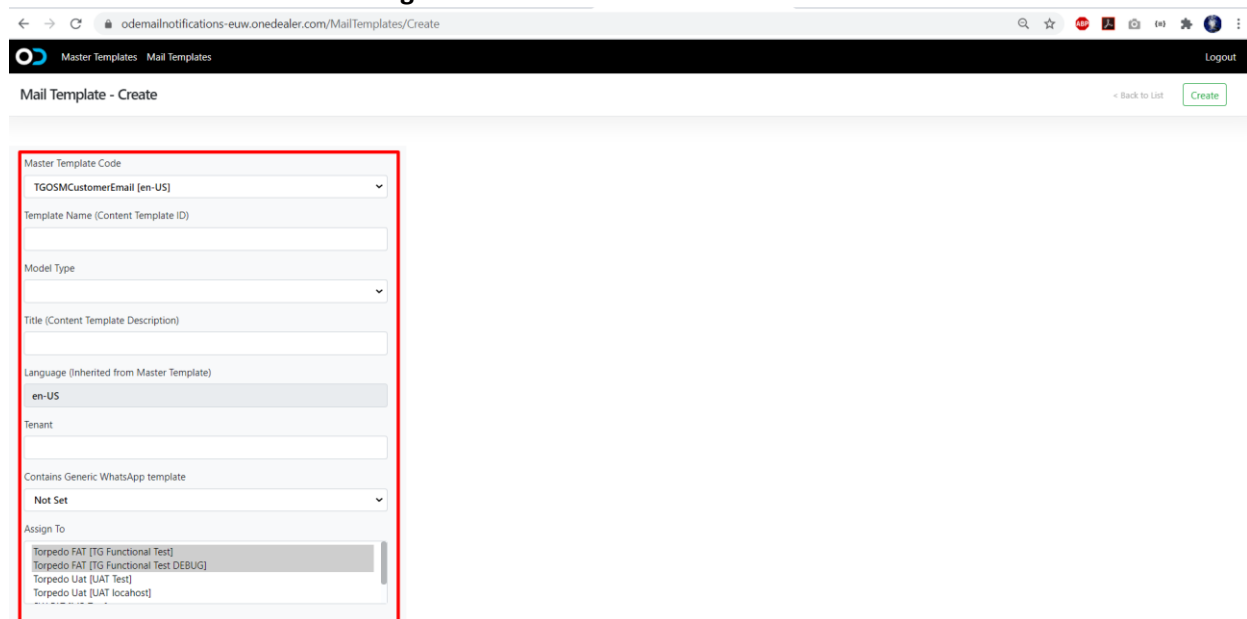 odemailnotifications-euw.onedealer.com/MailTemplates/Create
Master Templates Mail Templates Logout
Mail Template - Create < Back to List Create
Master Template Code
TGOSMCustomerEmail [en-US]
Template Name (Content Template ID)
Model Type
Title (Content Template Description)
Language (Inherited from Master Template)
en-US
Tenant
Contains Generic WhatsApp template
Not Set
Assign To
Torpedo FAT [TG Functional Test]
Torpedo FAT [TG Functional Test DEBUG]
Torpedo Uat [UAT Test]
Torpedo Uat [UAT locahost]